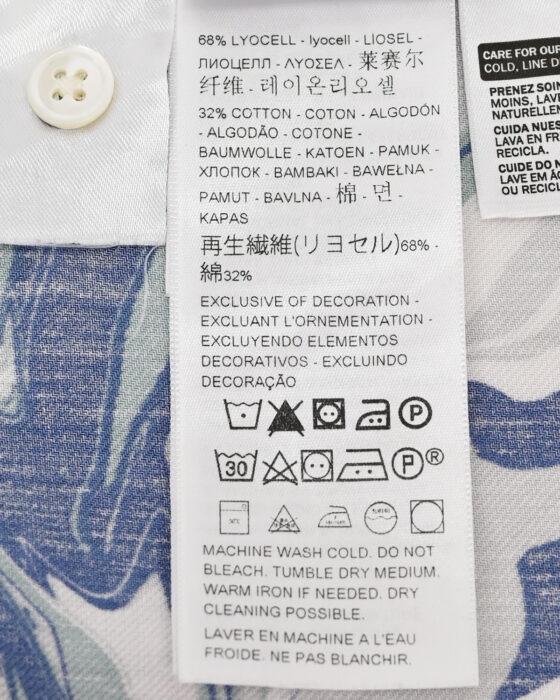 68% LYOCELL - lyocell - LIOSEL -
ЛИОЦЕЛЛ - ΛΥΟΣΕΛ - 莱赛尔
纤维 - 레이온리오셀
32% COTTON - COTON - ALGODÓN
- ALGODÃO - COTONE -
BAUMWOLLE - KATOEN - PAMUK -
ХЛОПОК - BAMBAKI - BAWEŁNA -
PAMUT - BAVLNA - 棉 - 면 -
KAPAS
再生繊維(リヨセル)68% -
綿32%
EXCLUSIVE OF DECORATION -
EXCLUANT L'ORNEMENTATION -
EXCLUYENDO ELEMENTOS
DECORATIVOS - EXCLUINDO
DECORAÇÃO
P
30 P ®
MACHINE WASH COLD. DO NOT
BLEACH. TUMBLE DRY MEDIUM.
WARM IRON IF NEEDED. DRY
CLEANING POSSIBLE.
LAVER EN MACHINE A L'EAU
FROIDE. NE PAS BLANCHIR.
CARE FOR OUR
COLD, LINE D
PRENEZ SOIN
MOINS, LAV
NATURELLEM
CUIDA NUES
LAVA EN FR
RECICLA.
CUIDE DO N
LAVE EM ÁG
OU RECICL